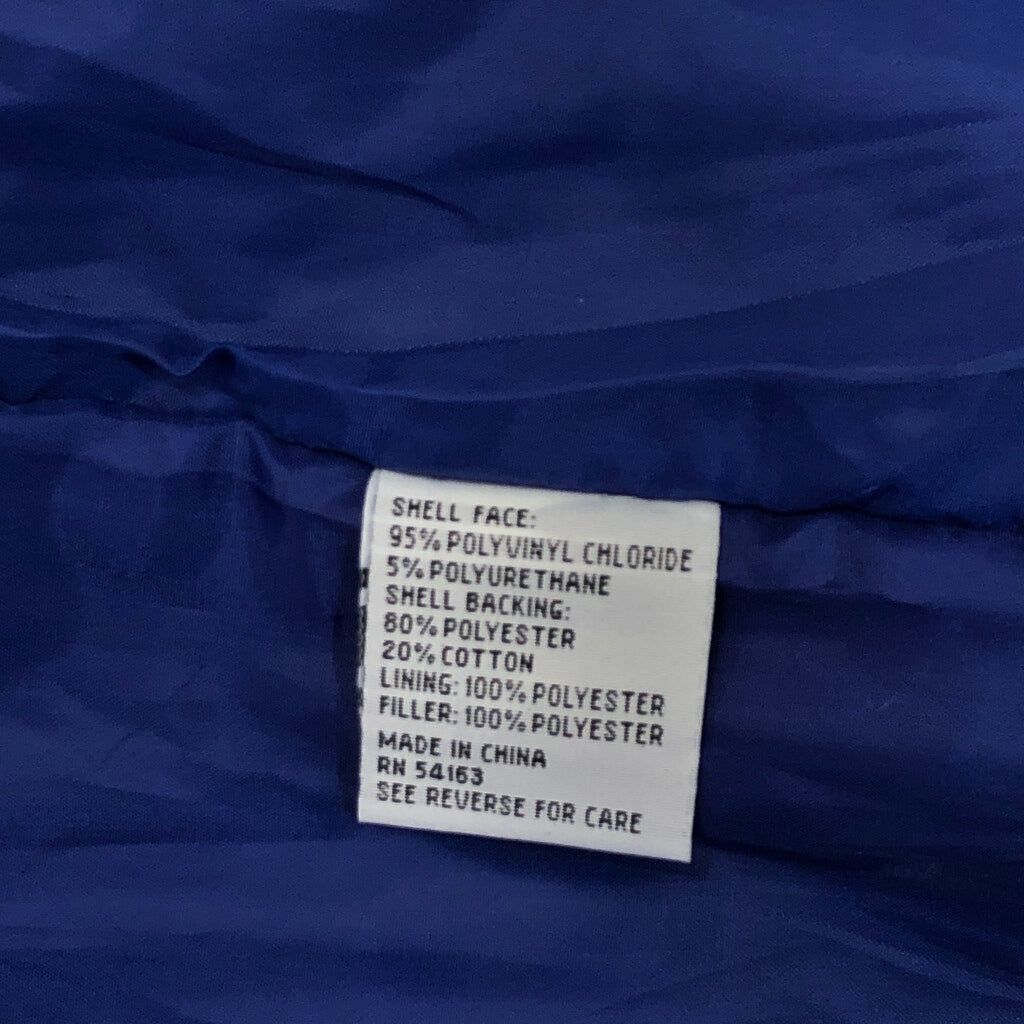 SHELL FACE:
95% POLYVINYL CHLORIDE
5% POLYURETHANE
SHELL BACKING:
80% POLYESTER
20% COTTON
LINING: 100% POLYESTER
FILLER: 100% POLYESTER
MADE IN CHINA
RN 54163
SEE REVERSE FOR CARE